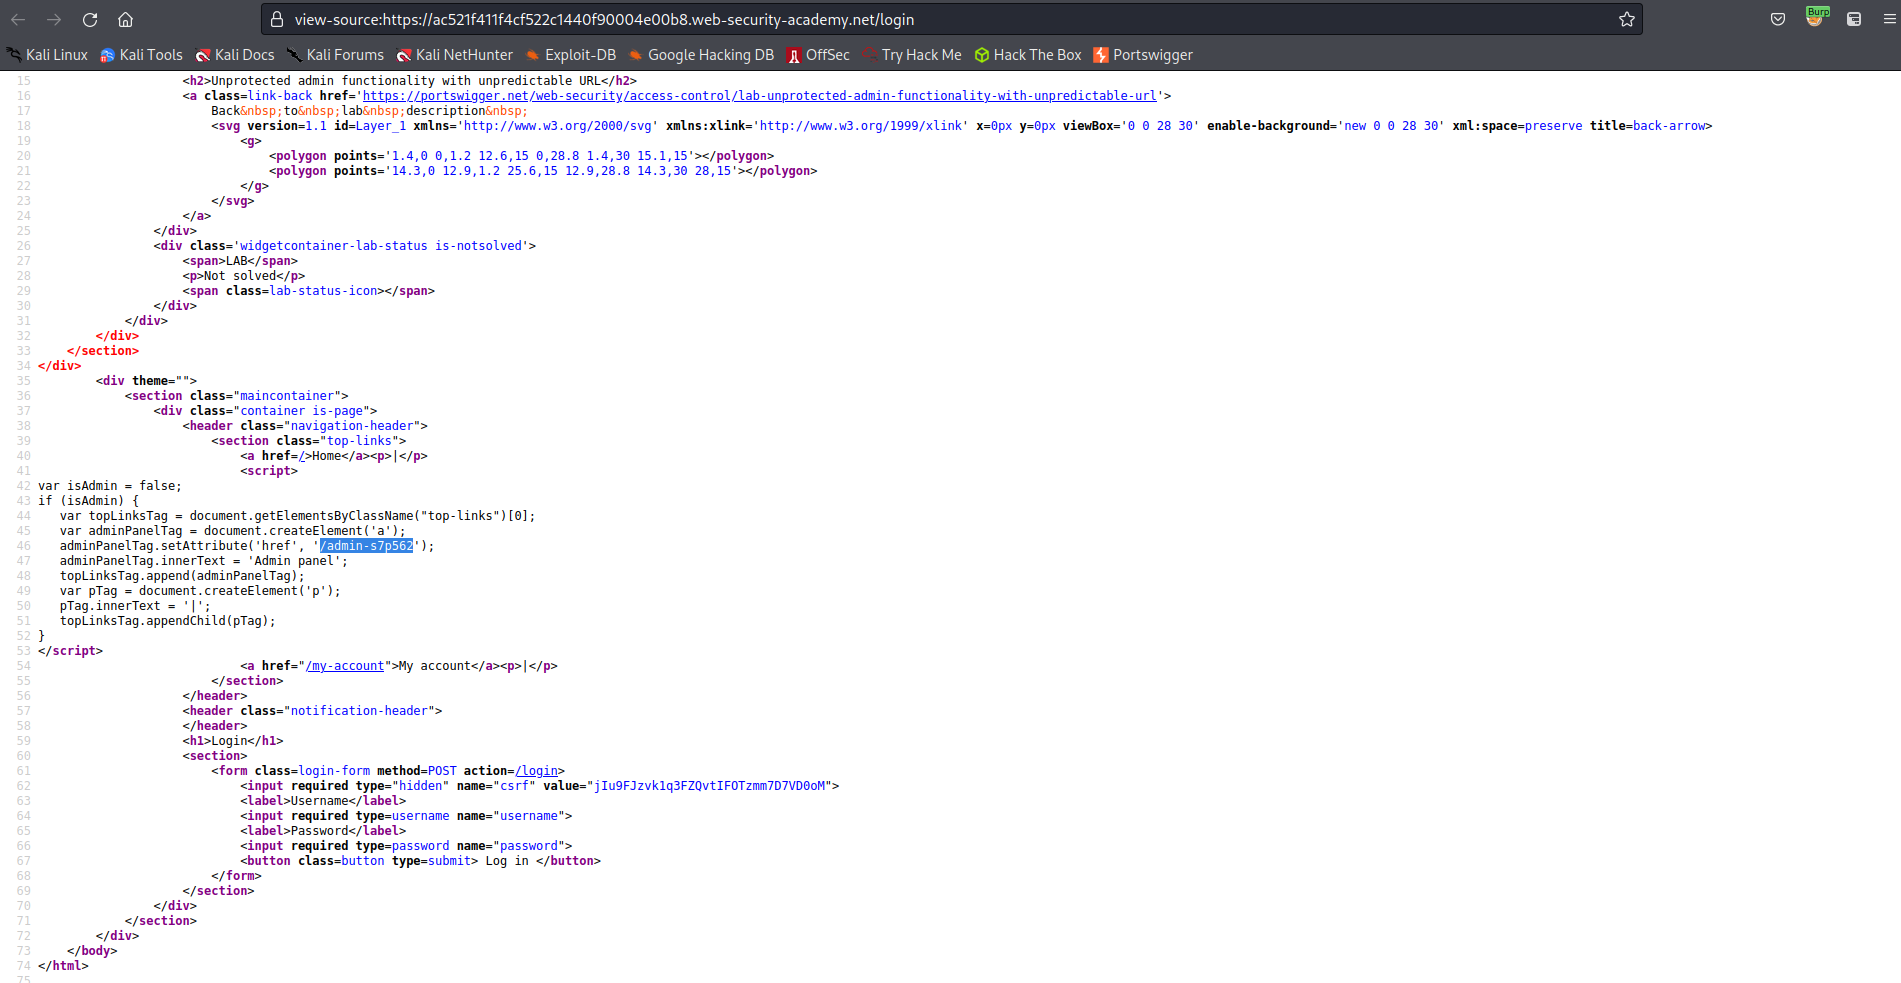 view-source:https://ac521f411f4cf522c1440f90004e00b8.web-security-academy.net/login
Burp
Kali Linux Kali Tools Kali Docs Kali Forums Kali NetHunter Exploit-DB Google Hacking DB OffSec Try Hack Me Hack The Box Portswigger
15 <h2>Unprotected admin functionality with unpredictable URL</h2>
16 <a class=link-back href='https://portswigger.net/web-security/access-control/lab-unprotected-admin-functionality-with-unpredictable-url'>
17 Back&nbsp;to&nbsp;lab&nbsp;description&nbsp;
18 <svg version=1.1 id=Layer_1 xmlns='http://www.w3.org/2000/svg' xmlns:xlink='http://www.w3.org/1999/xlink' x=0px y=0px viewBox='0 0 28 30' enable-background='new 0 0 28 30' xml:space=preserve title=back-arrow>
19 <g>
20 <polygon points='1.4,0 0,1.2 12.6,15 0,28.8 1.4,30 15.1,15'></polygon>
21 <polygon points='14.3,0 12.9,1.2 25.6,15 12.9,28.8 14.3,30 28,15'></polygon>
22 </g>
23 </svg>
24 </a>
25 </div>
26 <div class='widgetcontainer-lab-status is-notsolved'>
27 <span>LAB</span>
28 <p>Not solved</p>
29 <span class=lab-status-icon></span>
30 </div>
31 </div>
32 </div>
33 </section>
34 </div>
35 <div theme="">
36 <section class="maincontainer">
37 <div class="container is-page">
38 <header class="navigation-header">
39 <section class="top-links">
40 <a href=/>Home</a><p>|</p>
41 <script>
42 var isAdmin = false;
43 if (isAdmin) {
44 var topLinksTag = document.getElementsByClassName("top-links")[0];
45 var adminPanelTag = document.createElement('a');
46 adminPanelTag.setAttribute('href', '/admin-s7p562');
47 adminPanelTag.innerText = 'Admin panel';
48 topLinksTag.append(adminPanelTag);
49 var pTag = document.createElement('p');
50 pTag.innerText = '|';
51 topLinksTag.appendChild(pTag);
52 }
53 </script>
54 <a href="/my-account">My account</a><p>|</p>
55 </section>
56 </header>
57 <header class="notification-header">
58 </header>
59 <h1>Login</h1>
60 <section>
61 <form class=login-form method=POST action=/login>
62 <input required type="hidden" name="csrf" value="jIu9FJzvk1q3FZQvtIFOTzmm7D7VD0oM">
63 <label>Username</label>
64 <input required type=username name="username">
65 <label>Password</label>
66 <input required type=password name="password">
67 <button class=button type=submit> Log in </button>
68 </form>
69 </section>
70 </div>
71 </section>
72 </div>
73 </body>
74 </html>
75